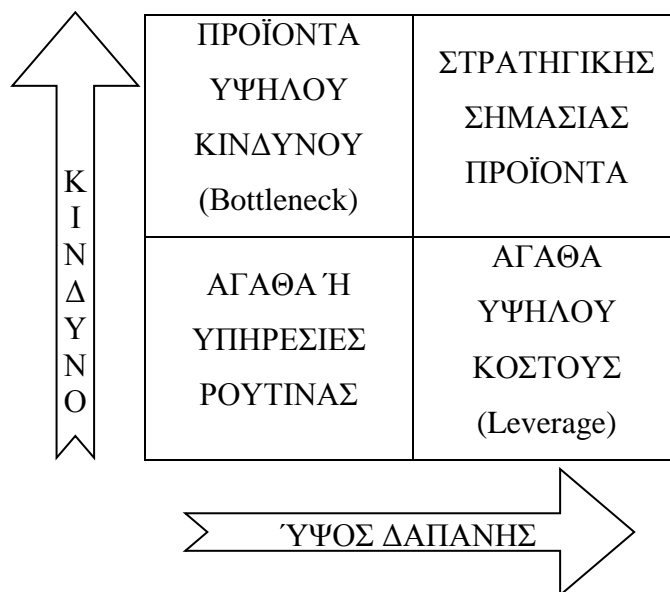 ΠΡΟΪΟΝΤΑ
ΥΨΗΛΟΥ
ΚΙΝΔΥΝΟΥ
(Bottleneck)
ΣΤΡΑΤΗΓΙΚΗΣ
ΣΗΜΑΣΙΑΣ
ΠΡΟΪΟΝΤΑ
ΚΙΝΔΥΝΟ
ΑΓΑΘΑ Ή
ΥΠΗΡΕΣΙΕΣ
ΡΟΥΤΙΝΑΣ
ΑΓΑΘΑ
ΥΨΗΛΟΥ
ΚΟΣΤΟΥΣ
(Leverage)
ΎΨΟΣ ΔΑΠΑΝΗΣ